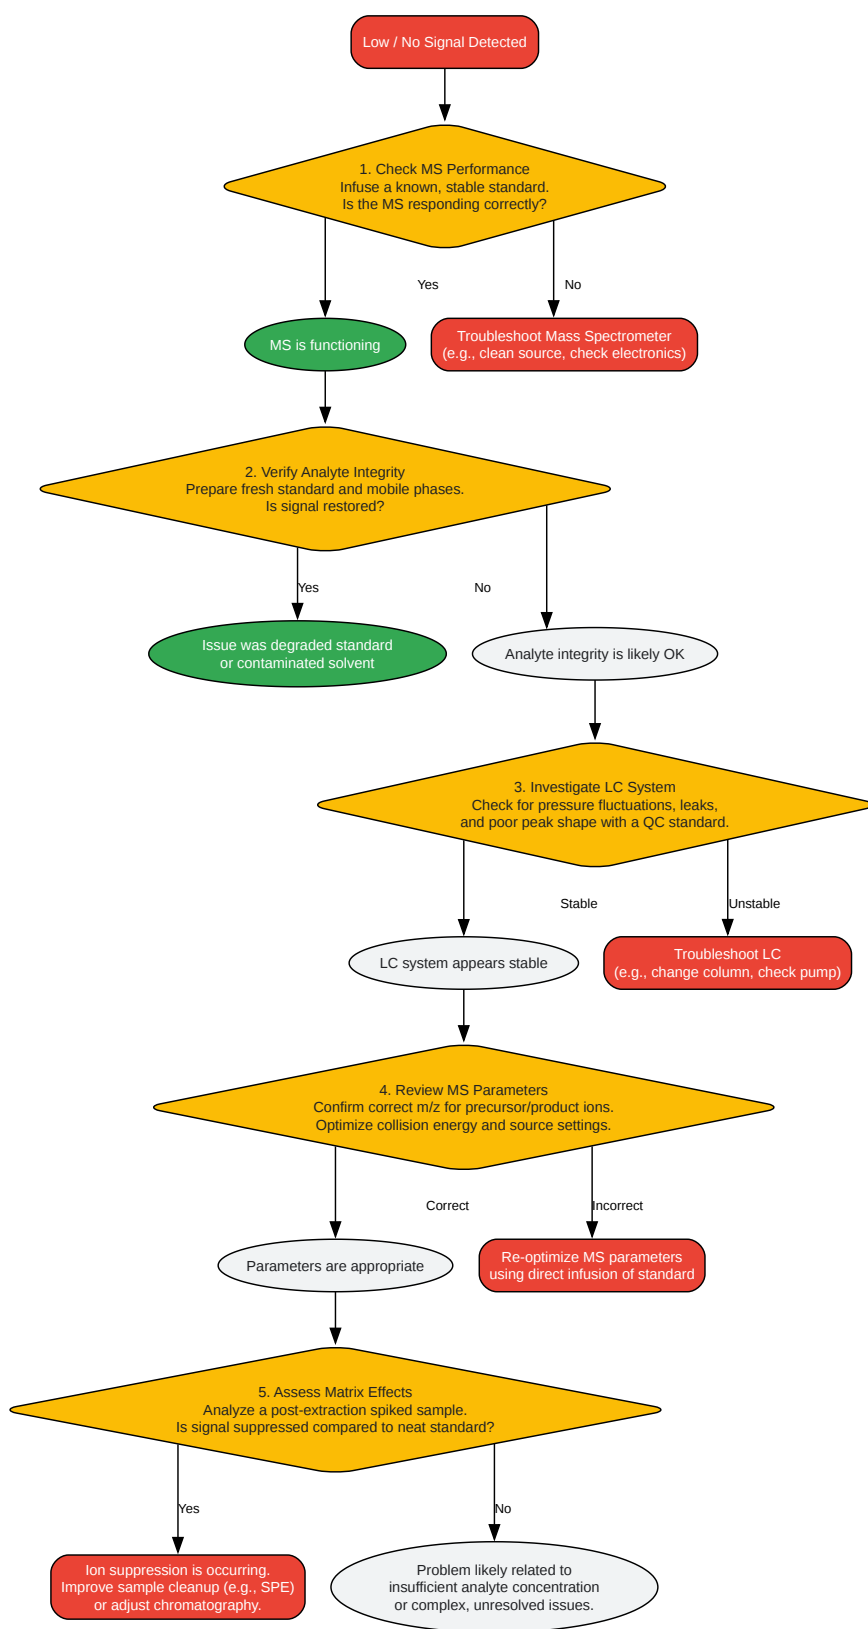 Low / No Signal Detected
1. Check MS Performance
Infuse a known, stable standard.
Is the MS responding correctly?
Yes
No
MS is functioning
Troubleshoot Mass Spectrometer
(e.g., clean source, check electronics)
2. Verify Analyte Integrity
Prepare fresh standard and mobile phases.
Is signal restored?
Yes
No
Issue was degraded standard
or contaminated solvent
Analyte integrity is likely OK
3. Investigate LC System
Check for pressure fluctuations, leaks,
and poor peak shape with a QC standard.
Stable
Unstable
LC system appears stable
Troubleshoot LC
(e.g., change column, check pump)
4. Review MS Parameters
Confirm correct m/z for precursor/product ions.
Optimize collision energy and source settings.
Correct
Incorrect
Parameters are appropriate
Re-optimize MS parameters
using direct infusion of standard
5. Assess Matrix Effects
Analyze a post-extraction spiked sample.
Is signal suppressed compared to neat standard?
Yes
No
Ion suppression is occurring.
Improve sample cleanup (e.g., SPE)
or adjust chromatography.
Problem likely related to
insufficient analyte concentration
or complex, unresolved issues.